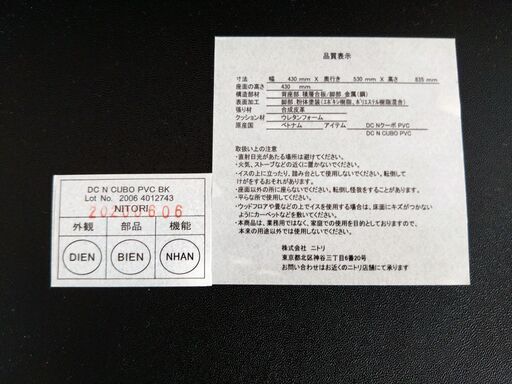 品質表示
寸法 幅 430 mm X 奥行き 530 mm X 高さ 835 mm
座面の高さ 430 mm
構造部材 背座部、積層合板/脚部、金属(鋼)
表面加工 脚部、粉体塗装(エポキシ樹脂、ポリエステル樹脂混合)
張り材 合成皮革
クッション材 ウレタンフォーム
原産国 ベトナム アイテム DC Nクーボ PVC
DC N CUBO PVC
取扱い上の注意
・直射日光があたる場所は避けてください。
・火気、ストーブなどの近くに置かないでください。
・イスの上に立ったり、踏み台として使用しないでください。転倒して
けがをするおそれがあります。
・座面以外の所に座らないでください。転倒し怪我をすることがあります。
・平らな所で使用してください。
・ウッドフロアや畳などの上でイスを使用する場合は、床面にキズがつかない
ようにカーペットなどを敷いてください。
・本商品は、業務用ではなく、家庭での使用を目的としておりますので、
本来の用途以外では使用しないでください。
株式会社 ニトリ
東京都北区神谷三丁目6番20号
お問い合わせはお近くのニトリ店舗にて承ります
DC N CUBO PVC BK
Lot No. 2006 4012743
NITORI
外観 部品 機能
DIEN BIEN NHAN